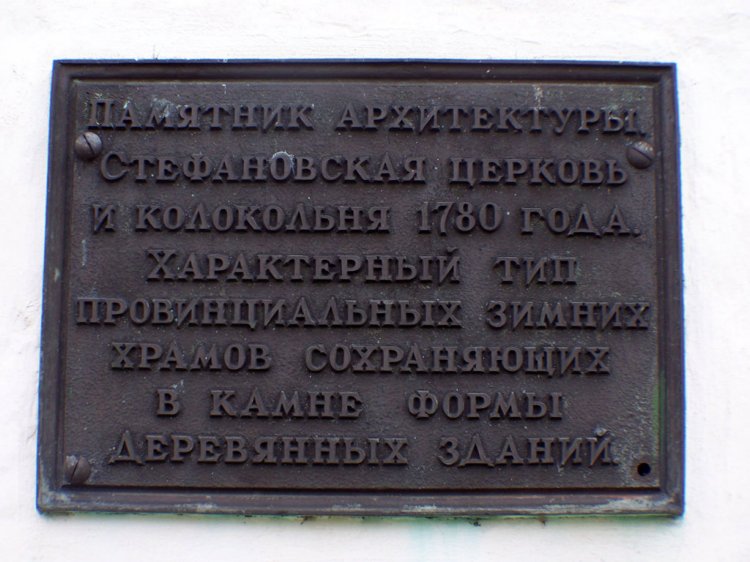 ПАМЯТНИК АРХИТЕКТУРЫ.
СТЕФАНОВСКАЯ ЦЕРКОВЬ
И КОЛОКОЛЬНЯ 1780 ГОДА.
ХАРАКТЕРНЫЙ ТИП
ПРОВИНЦИАЛЬНЫХ ЗИМНИХ
ХРАМОВ СОХРАНЯЮЩИХ
В КАМНЕ ФОРМЫ
ДЕРЕВЯННЫХ ЗДАНИЙ